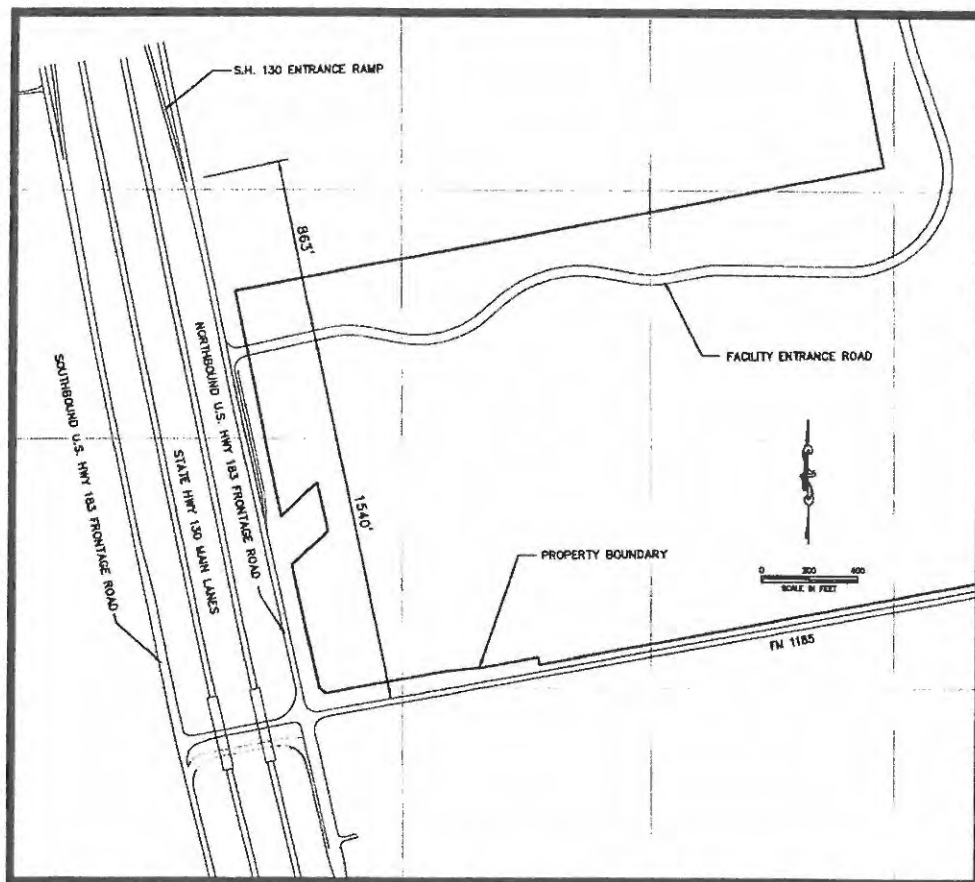 S.H. 130 ENTRANCE RAMP
863'
NORTHBOUND U.S. HWY 183 FRONTAGE ROAD
FACILITY ENTRANCE ROAD
SOUTHBOUND U.S. HWY 183 FRONTAGE ROAD
STATE HWY 130 MAIN LANES
1540'
PROPERTY BOUNDARY
0 200 400
SCALE IN FEET
FM 1185